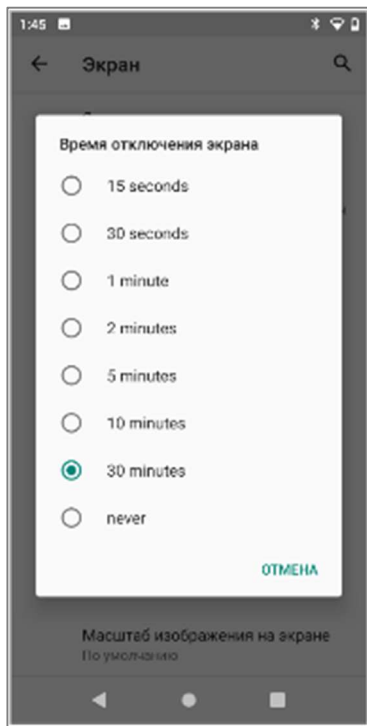 1:45
Экран
Время отключения экрана
15 seconds
30 seconds
1 minute
2 minutes
5 minutes
10 minutes
30 minutes
never
ОТМЕНА
Масштаб изображения на экране
По умолчанию